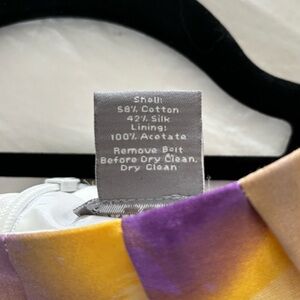 Shell:
58% Cotton
42% Silk
Lining:
100% Acetate
Remove Belt
Before Dry Clean,
Dry Clean